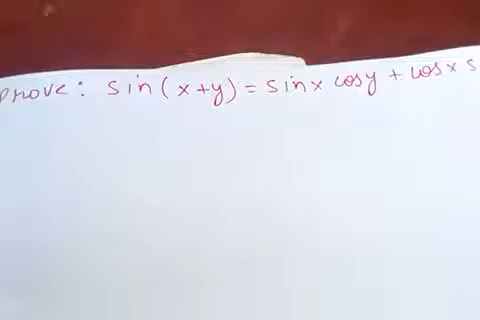 prove: sin(x+y) = sinx cosy + cosx s